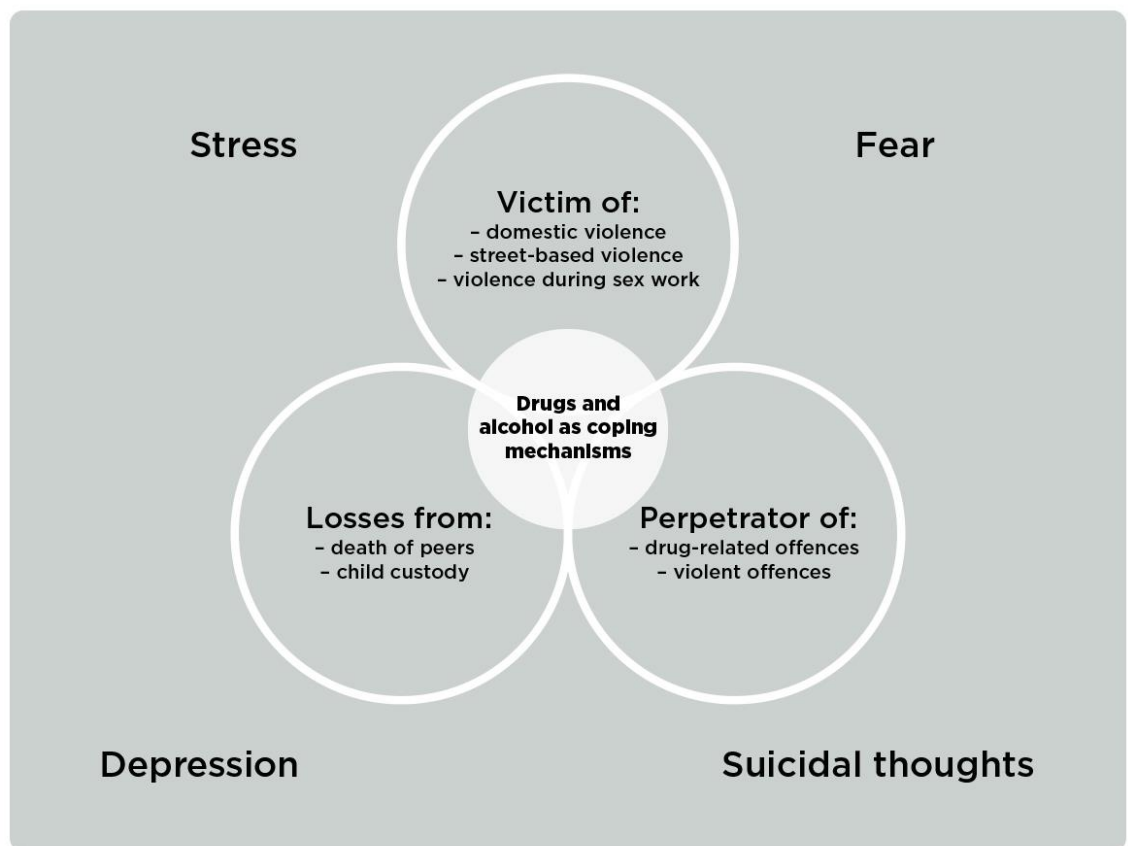 Stress
Fear
Victim of:
– domestic violence
– street-based violence
– violence during sex work
Drugs and
alcohol as coping
mechanisms
Losses from:
– death of peers
– child custody
Perpetrator of:
– drug-related offences
– violent offences
Depression
Suicidal thoughts